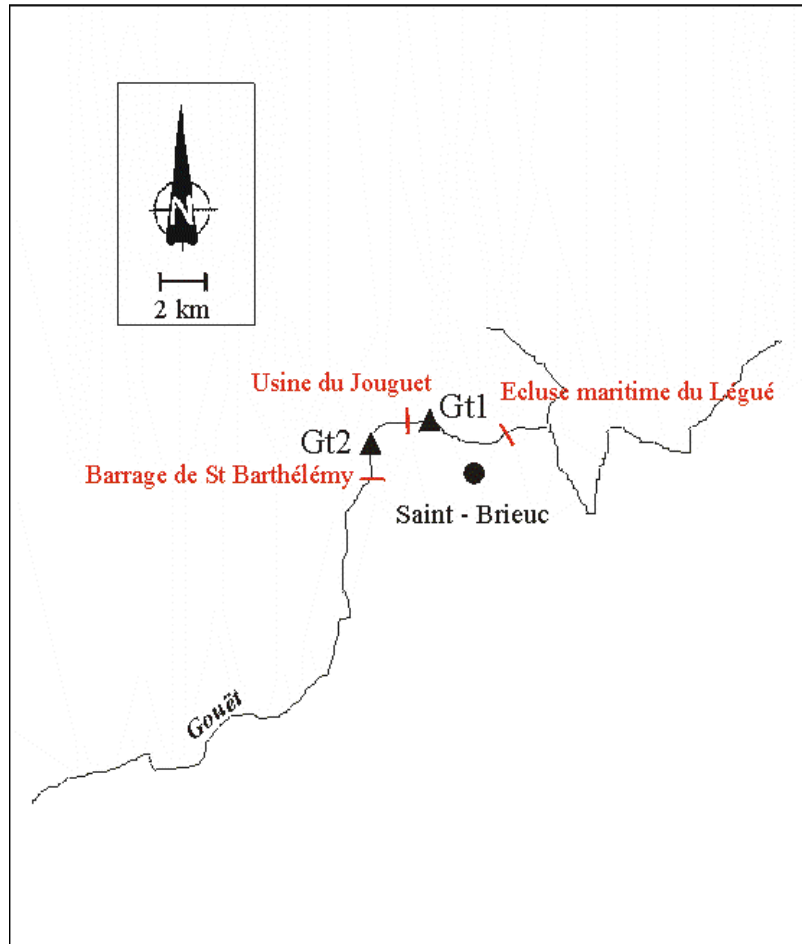 N
2 km
Usine du Jouguet
Ecluse maritime du Légué
Gt1
Gt2
Barrage de St Barthélémy
Saint - Brieuc
Gouët